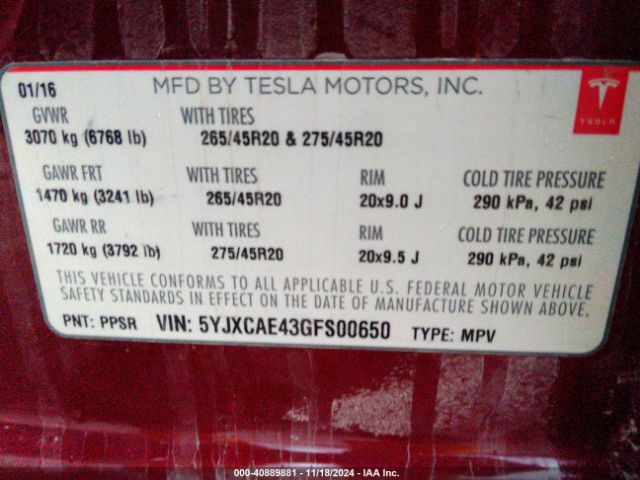 01/16 MFD BY TESLA MOTORS, INC.
TESLA
GVWR WITH TIRES
3070 kg (6768 lb) 265/45R20 & 275/45R20
GAWR FRT WITH TIRES RIM COLD TIRE PRESSURE
1470 kg (3241 lb) 265/45R20 20x9.0 J 290 kPa, 42 psi
GAWR RR WITH TIRES RIM COLD TIRE PRESSURE
1720 kg (3792 lb) 275/45R20 20x9.5 J 290 kPa, 42 psi
THIS VEHICLE CONFORMS TO ALL APPLICABLE U.S. FEDERAL MOTOR VEHICLE
SAFETY STANDARDS IN EFFECT ON THE DATE OF MANUFACTURE SHOWN ABOVE.
PNT: PPSR VIN: 5YJXCAE43GFS00650 TYPE: MPV
000-40889881 - 11/18/2024 - IAA Inc.